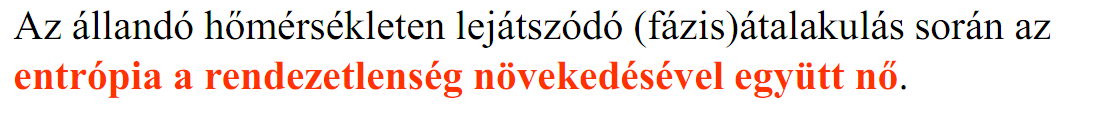 Az állandó hőmérsékleten lejátszódó (fázis)átalakulás során az
entrópia a rendezetlenség növekedésével együtt nő.